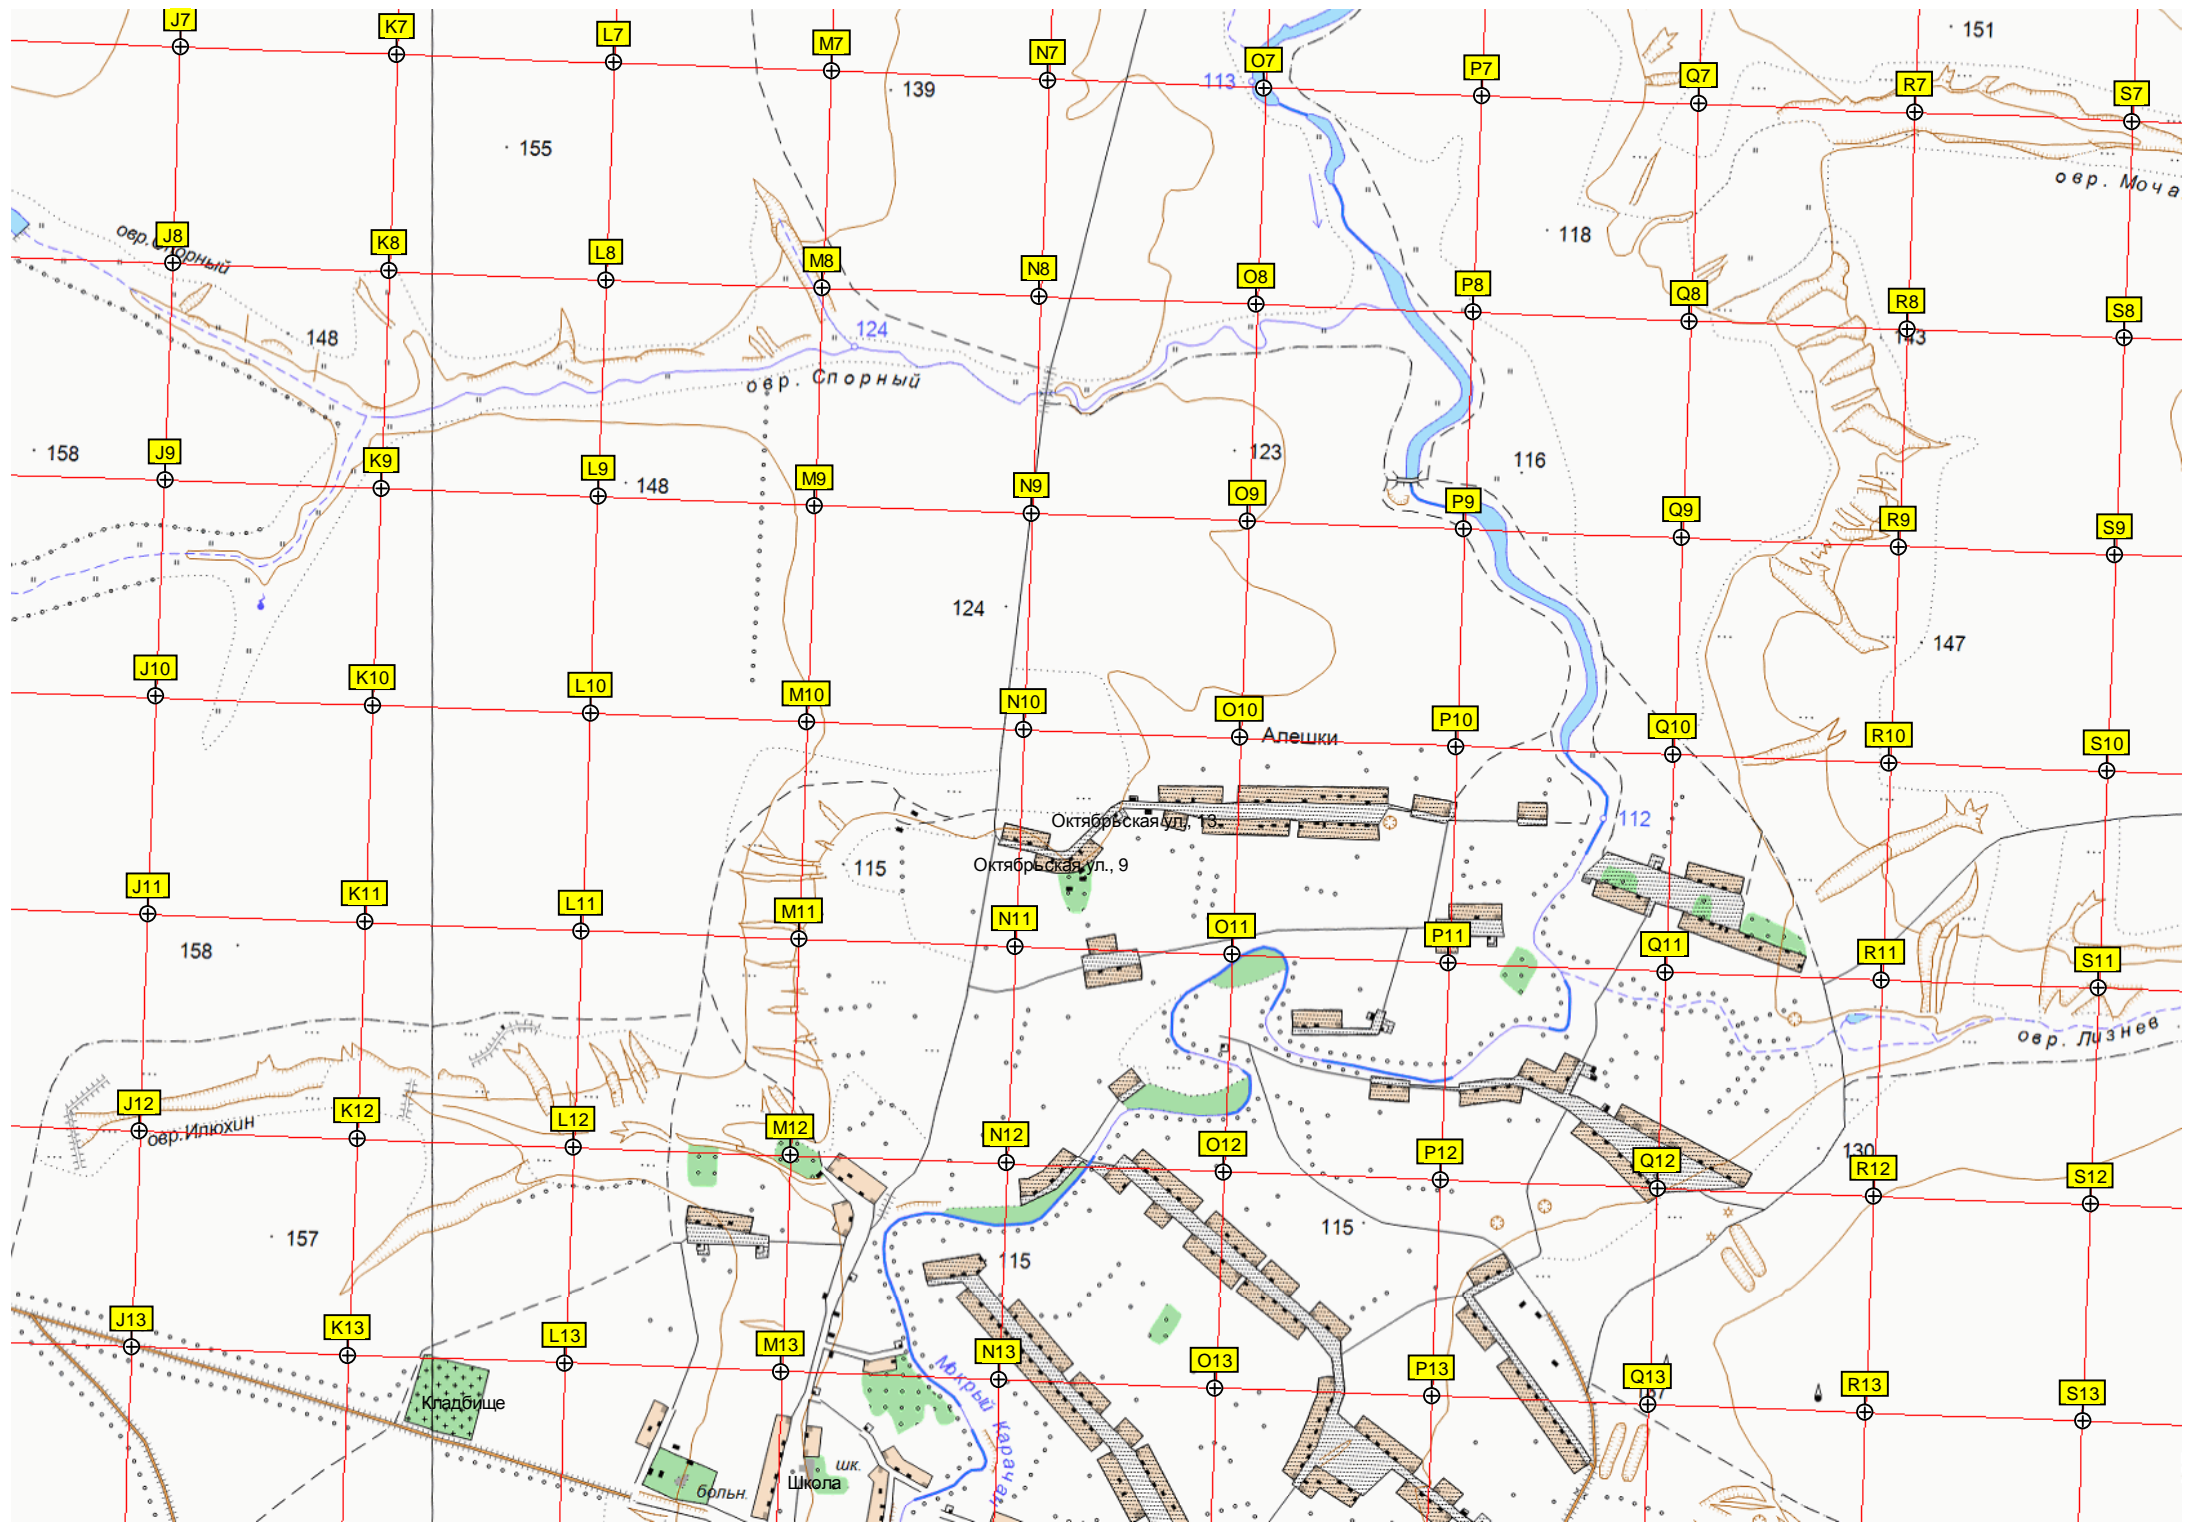 J7
K7
L7
M7
N7
O7
P7
Q7
R7
S7
151
139
113
155
овр. Моча
118
овр. Спорный
J8
K8
L8
M8
N8
O8
P8
Q8
R8
S8
148
124
143
овр. Спорный
158
148
123
116
J9
K9
L9
M9
N9
O9
P9
Q9
R9
S9
124
147
J10
K10
L10
M10
N10
O10
P10
Q10
R10
S10
Алешки
Октябрьская ул., 13
112
Октябрьская ул., 9
115
J11
K11
L11
M11
N11
O11
P11
Q11
R11
S11
158
овр. Лизнев
J12
K12
L12
M12
N12
O12
P12
Q12
R12
S12
овр. Илюхин
130
157
115
115
J13
K13
L13
M13
N13
O13
P13
Q13
R13
S13
Мокрый Карачан
Кладбище
шк.
Школа
больн.